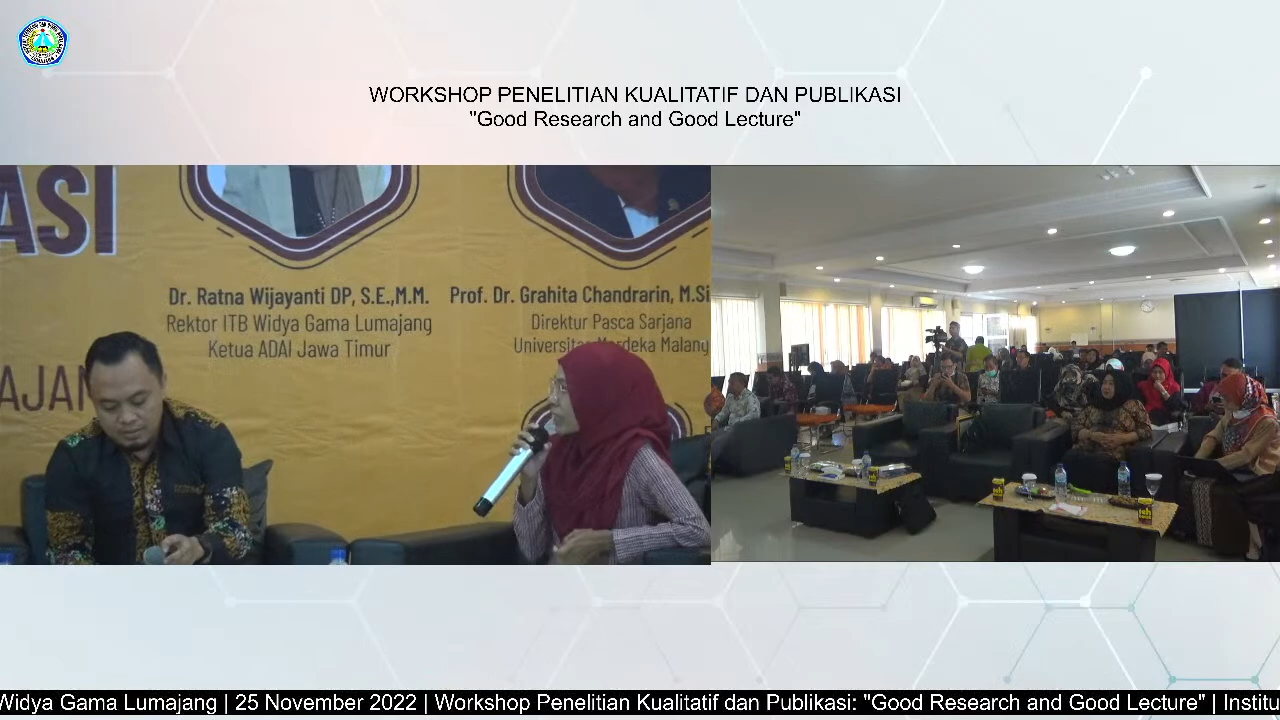 WORKSHOP PENELITIAN KUALITATIF DAN PUBLIKASI
"Good Research and Good Lecture"
ASI
Dr. Ratna Wijayanti DP, S.E.,M.M.
Rektor ITB Widya Gama Lumajang
Ketua ADAI Jawa Timur
Prof. Dr. Grahita Chandrarin, M.Si
Direktur Pasca Sarjana
Universitas Merdeka Malang
AJAN
Widya Gama Lumajang | 25 November 2022 | Workshop Penelitian Kualitatif dan Publikasi: "Good Research and Good Lecture" | Institu